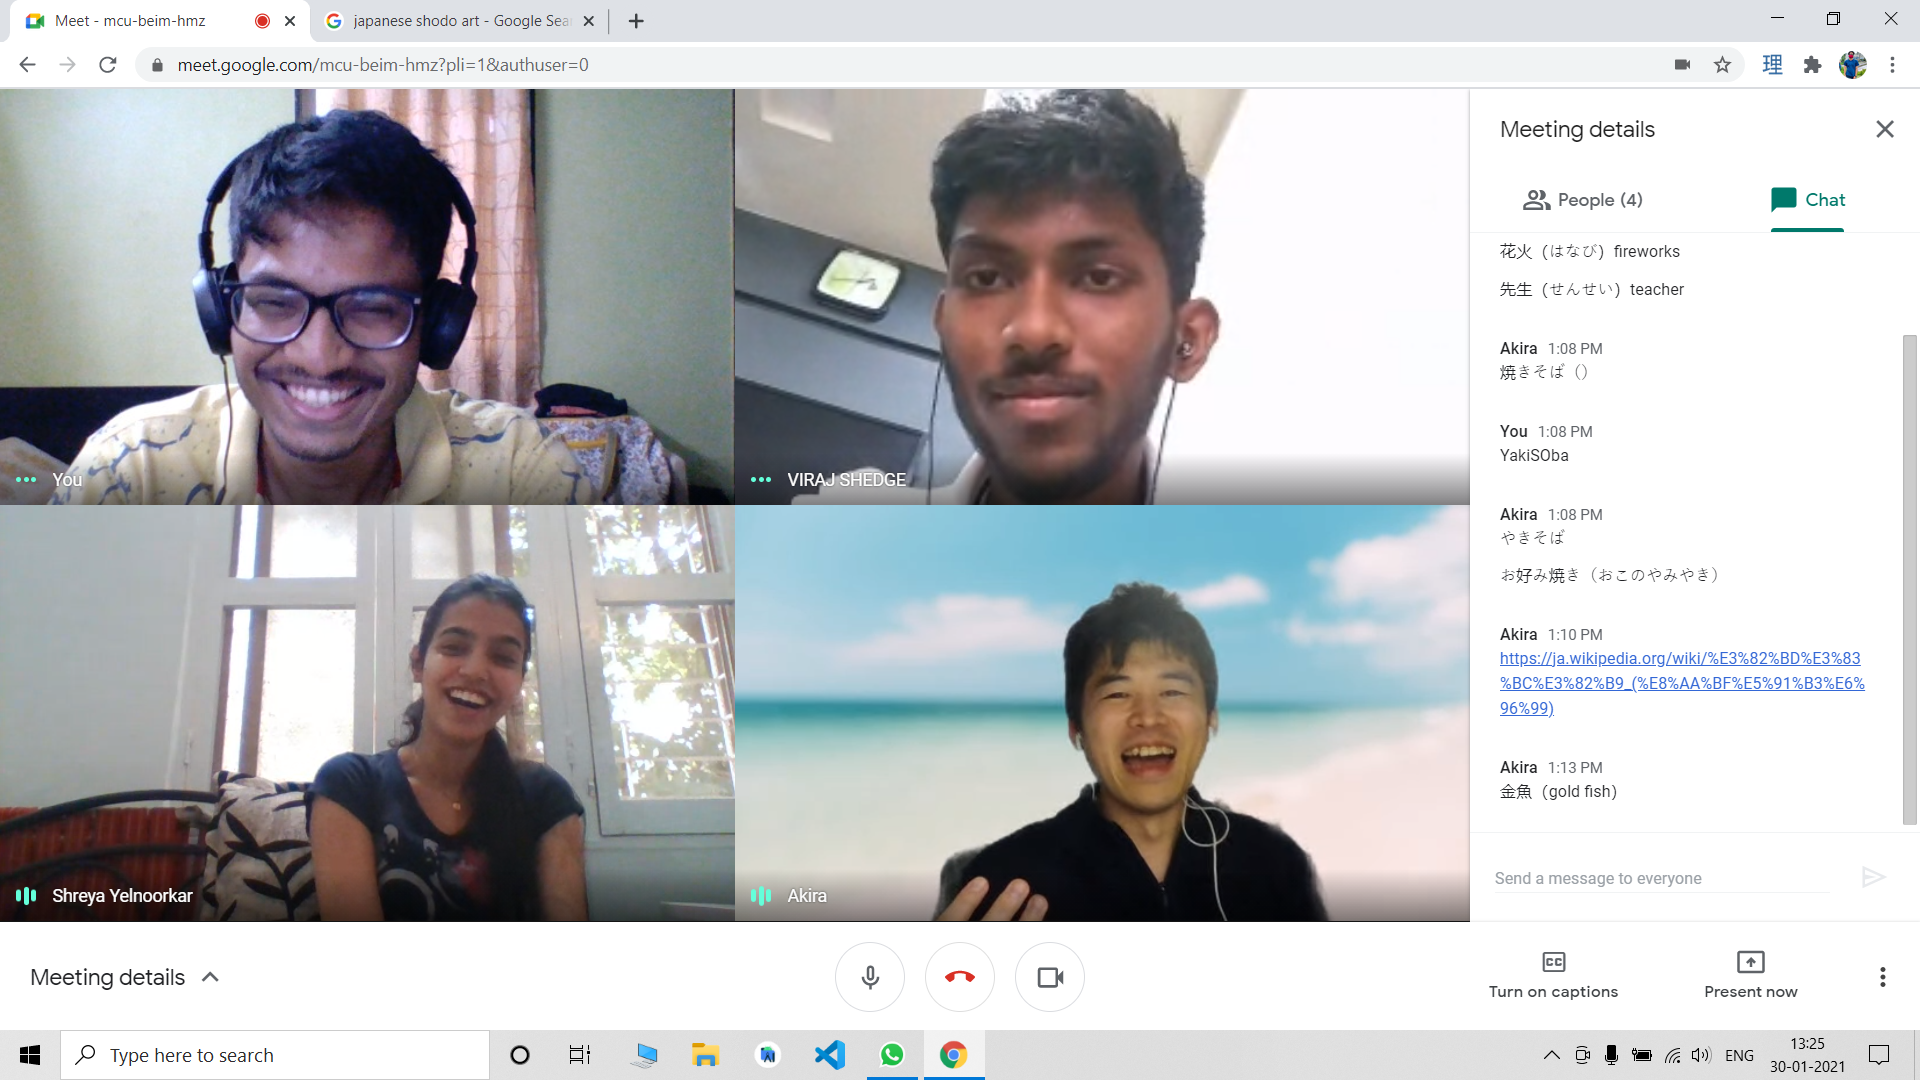 Meet - mcu-beim-hmz
japanese shodo art - Google Sea
meet.google.com/mcu-beim-hmz?pli=1&authuser=0
理
You
VIRAJ SHEDGE
Shreya Yelnoorkar
Akira
Meeting details
People (4)
Chat
花火（はなび）fireworks
先生（せんせい）teacher
Akira 1:08 PM
焼きそば（）
You 1:08 PM
YakiSOba
Akira 1:08 PM
やきそば
お好み焼き（おこのやみやき）
Akira 1:10 PM
https://ja.wikipedia.org/wiki/%E3%82%BD%E3%83
%BC%E3%82%B9_(%E8%AA%BF%E5%91%B3%E6%
96%99)
Akira 1:13 PM
金魚（gold fish)
Send a message to everyone
Meeting details
CC
Turn on captions
Present now
Type here to search
ENG
13:25
30-01-2021